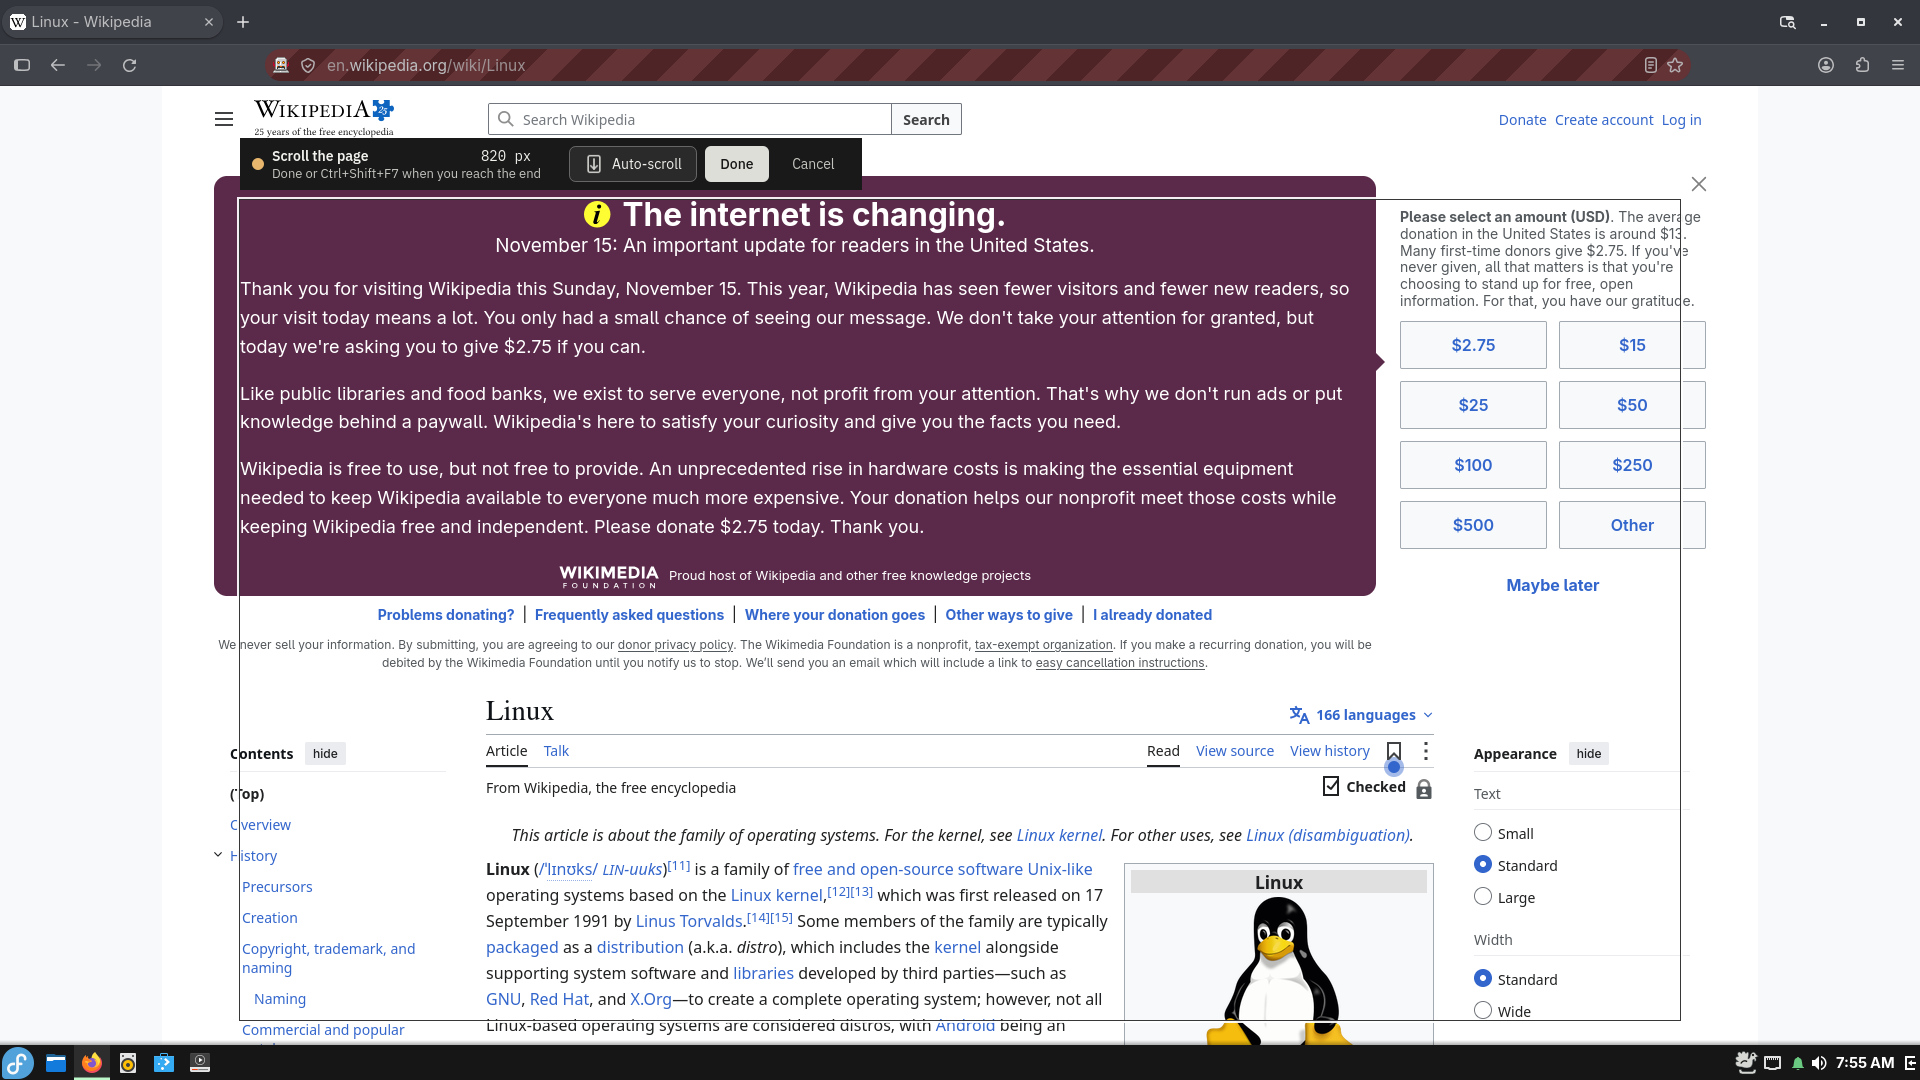 Linux - Wikipedia
en.wikipedia.org/wiki/Linux
WIKIPEDIA
25 years of the free encyclopedia
Search Wikipedia
Search
Donate Create account Log in
Scroll the page 820 px
Done or Ctrl+Shift+F7 when you reach the end
Auto-scroll
Done
Cancel
The internet is changing.
November 15: An important update for readers in the United States.
Thank you for visiting Wikipedia this Sunday, November 15. This year, Wikipedia has seen fewer visitors and fewer new readers, so
your visit today means a lot. You only had a small chance of seeing our message. We don't take your attention for granted, but
today we're asking you to give $2.75 if you can.
Like public libraries and food banks, we exist to serve everyone, not profit from your attention. That's why we don't run ads or put
knowledge behind a paywall. Wikipedia's here to satisfy your curiosity and give you the facts you need.
Wikipedia is free to use, but not free to provide. An unprecedented rise in hardware costs is making the essential equipment
needed to keep Wikipedia available to everyone much more expensive. Your donation helps our nonprofit meet those costs while
keeping Wikipedia free and independent. Please donate $2.75 today. Thank you.
WIKIMEDIA
FOUNDATION
Proud host of Wikipedia and other free knowledge projects
Please select an amount (USD). The average
donation in the United States is around $13.
Many first-time donors give $2.75. If you've
never given, all that matters is that you're
choosing to stand up for free, open
information. For that, you have our gratitude.
$2.75 $15
$25 $50
$100 $250
$500 Other
Maybe later
Problems donating? | Frequently asked questions | Where your donation goes | Other ways to give | I already donated
We never sell your information. By submitting, you are agreeing to our donor privacy policy. The Wikimedia Foundation is a nonprofit, tax-exempt organization. If you make a recurring donation, you will be
debited by the Wikimedia Foundation until you notify us to stop. We'll send you an email which will include a link to easy cancellation instructions.
Contents hide
(Top)
Overview
History
Precursors
Creation
Copyright, trademark, and
naming
Naming
Commercial and popular
Linux
166 languages
Article Talk
Read View source View history
From Wikipedia, the free encyclopedia
Checked
This article is about the family of operating systems. For the kernel, see Linux kernel. For other uses, see Linux (disambiguation).
Linux (/ˈlɪnʊks/ LIN-uuks)[11] is a family of free and open-source software Unix-like
operating systems based on the Linux kernel,[12][13] which was first released on 17
September 1991 by Linus Torvalds.[14][15] Some members of the family are typically
packaged as a distribution (a.k.a. distro), which includes the kernel alongside
supporting system software and libraries developed by third parties—such as
GNU, Red Hat, and X.Org—to create a complete operating system; however, not all
Linux-based operating systems are considered distros, with Android being an
Linux
Appearance hide
Text
Small
Standard
Large
Width
Standard
Wide
7:55 AM